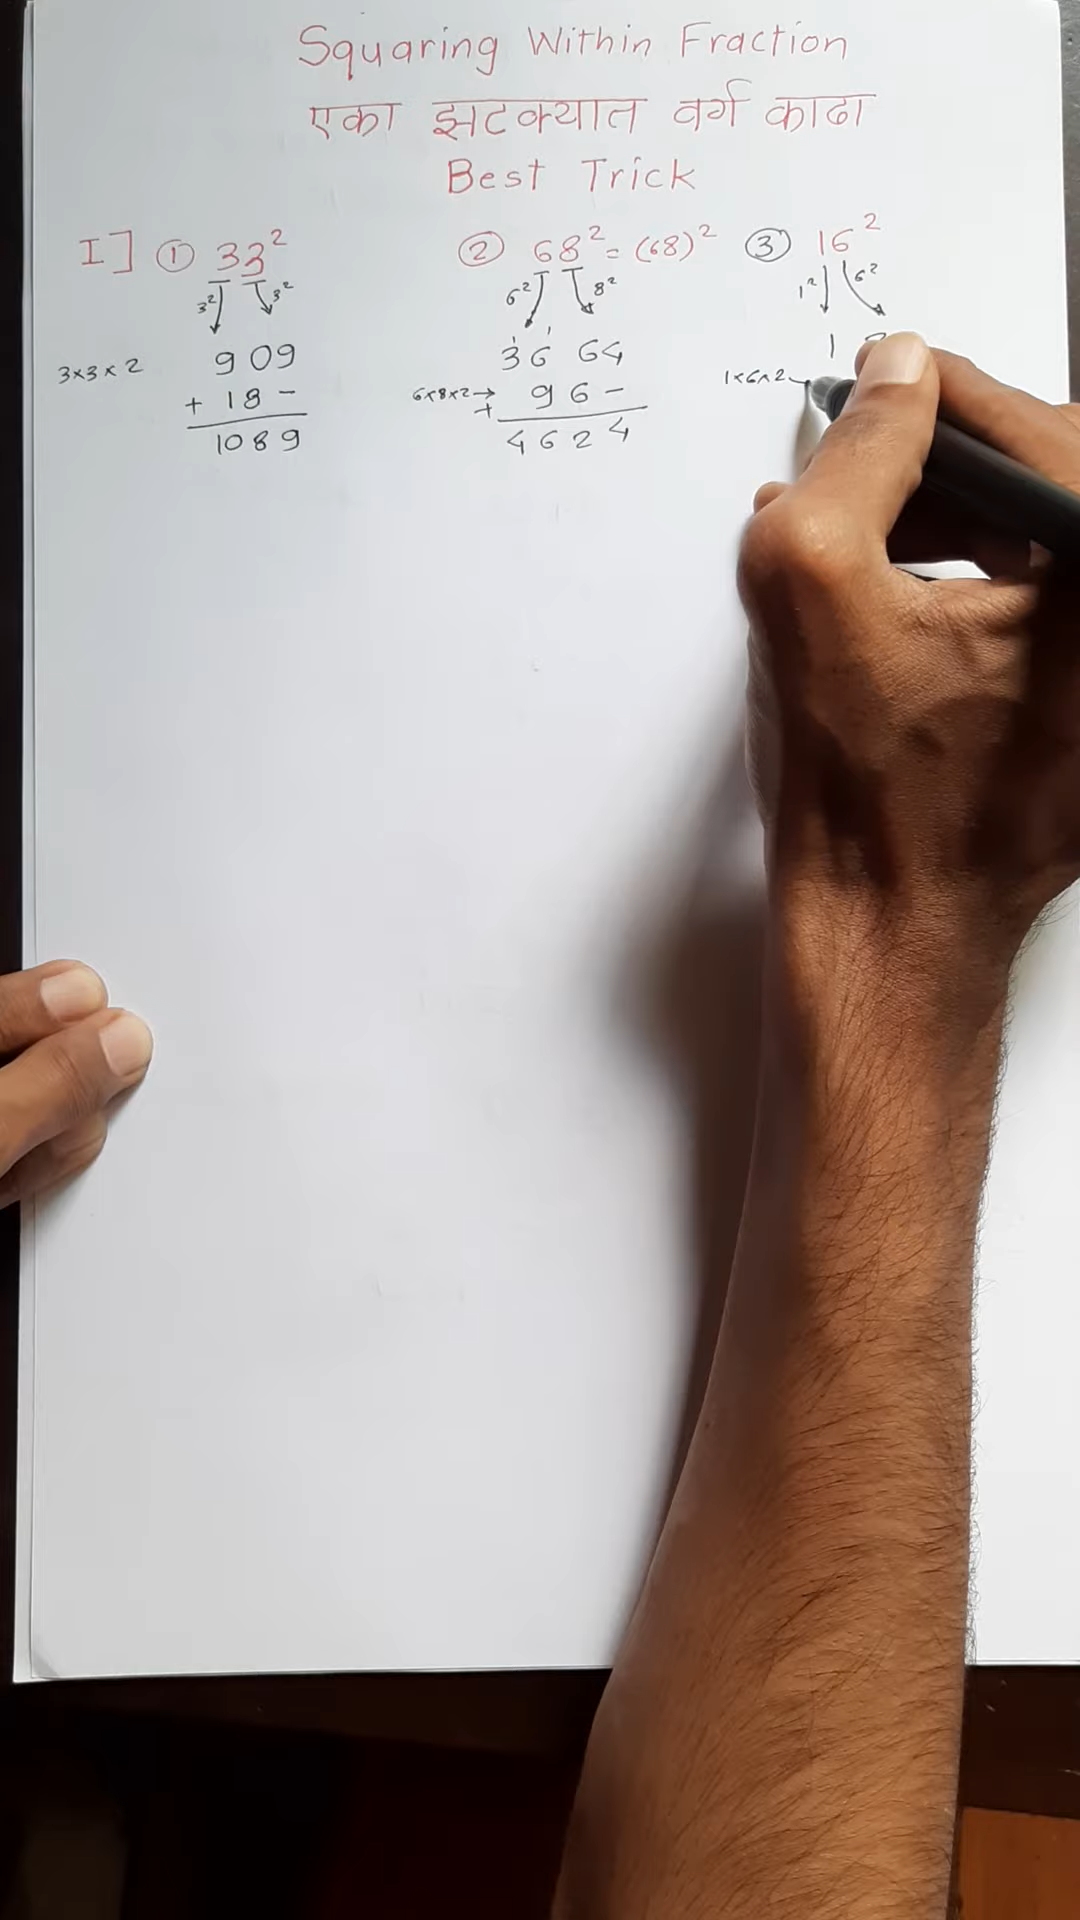 Squaring Within Fraction
एका झटक्यात वर्ग काढा
Best Trick
I] ① 33²
② 68² = (68)²
③ 16²
3² 3²
6² 8²
1² 6²
909
3×3×2
+ 18 –
1089
1 1
36 64
6×8×2→ 96 –
+
4624
1
1×6×2